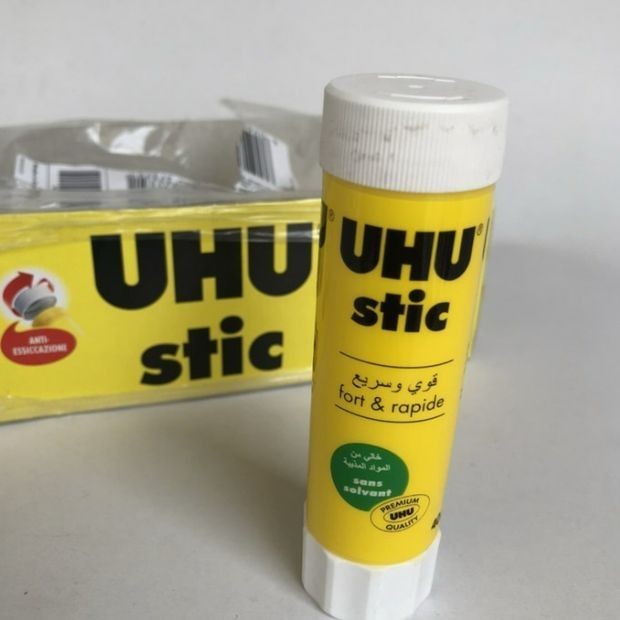 UHU®
stic
ANTI-
ESSICCAZIONE
UHU®
stic
قوي وسريع
fort & rapide
خالي من
المواد المذيبة
sans
solvant
PREMIUM
UHU
QUALITY